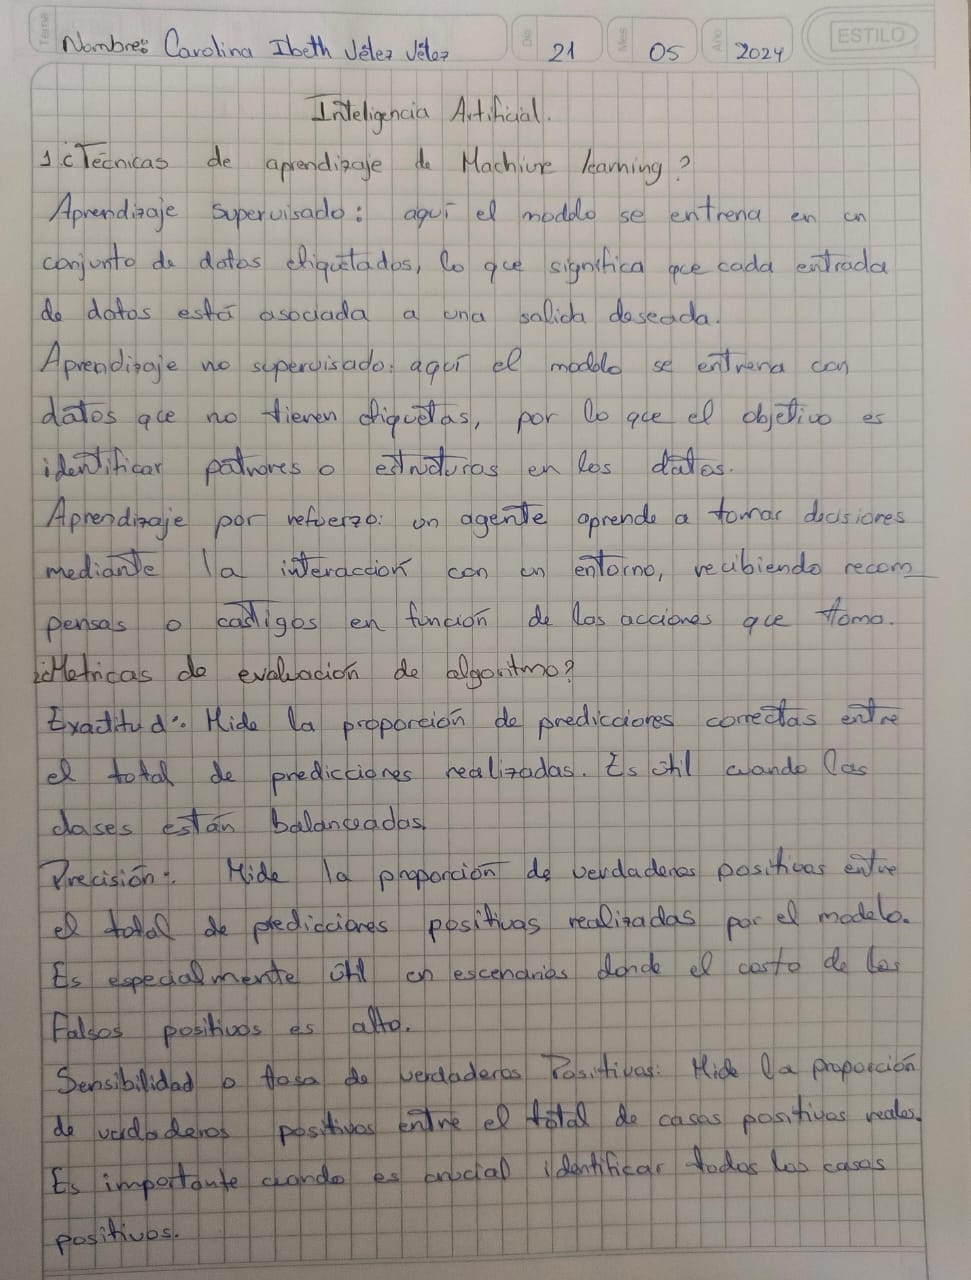 Tema
Nombre: Carolina Ibeth Vélez Vélez
Dia 21 Mes 05 Año 2024
ESTILO
Inteligencia Artificial.
1 ¿Técnicas de aprendizaje de Machine learning?
Aprendizaje supervisado: aquí el modelo se entrena en un
conjunto de datos etiquetados, lo que significa que cada entrada
de datos está asociada a una salida deseada.
Aprendizaje no supervisado: aquí el modelo se entrena con
datos que no tienen etiquetas, por lo que el objetivo es
identificar patrones o estructuras en los datos.
Aprendizaje por refuerzo: un agente aprende a tomar decisiones
mediante la interacción con un entorno, recibiendo recom_
pensas o castigos en función de las acciones que toma.
2¿Metricas de evaluación de algoritmo?
Exactitud: Mide la proporción de predicciones correctas entre
el total de predicciones realizadas. Es útil cuando las
clases están balanceadas.
Precisión: Mide la proporción de verdaderos positivos entre
el total de predicciones positivas realizadas por el modelo.
Es especialmente útil en escenarios donde el costo de los
Falsos positivos es alto.
Sensibilidad o tasa de verdaderos Positivos: Mide la proporción
de verdaderos positivos entre el total de casos positivos reales.
Es importante cuando es crucial identificar todos los casos
positivos.